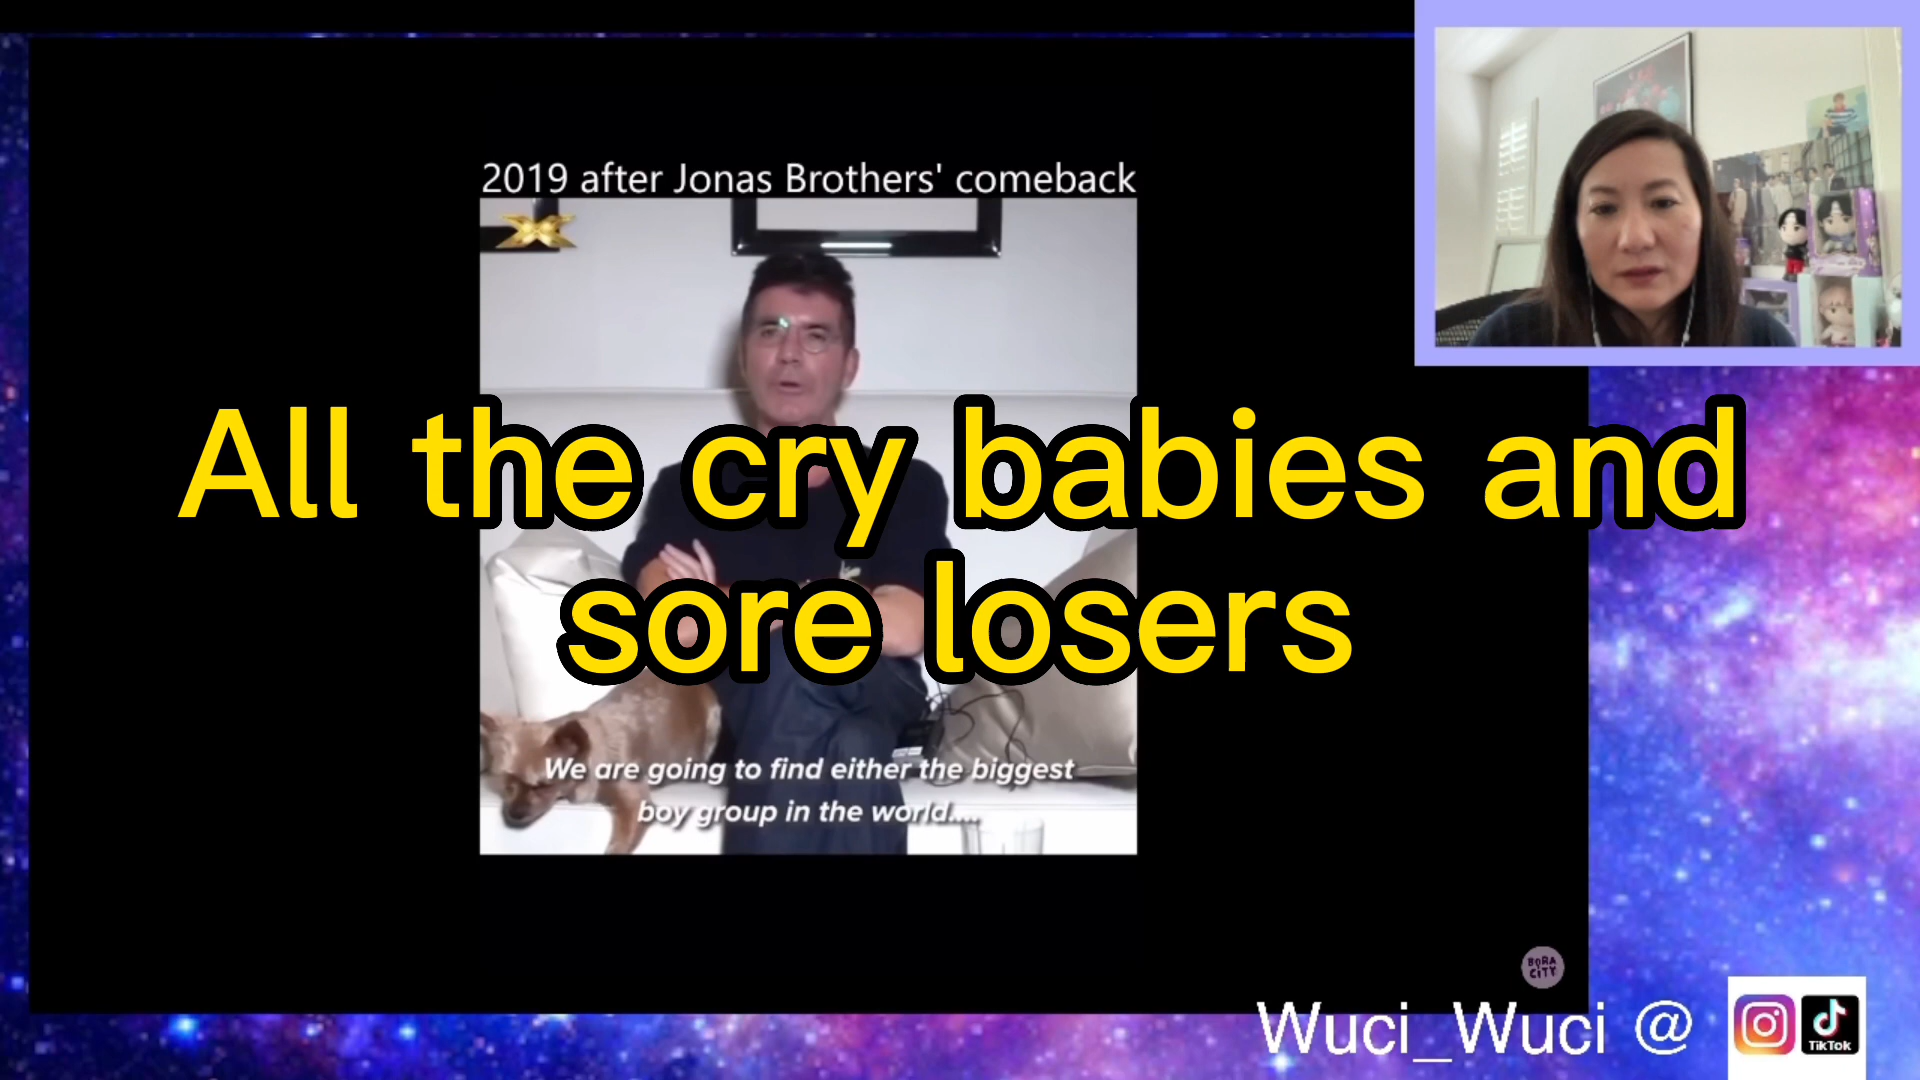 2019 after Jonas Brothers' comeback
All the cry babies and
sore losers
We are going to find either the biggest
boy group in the world....
BORA
CITY
Wuci_Wuci @
TikTok